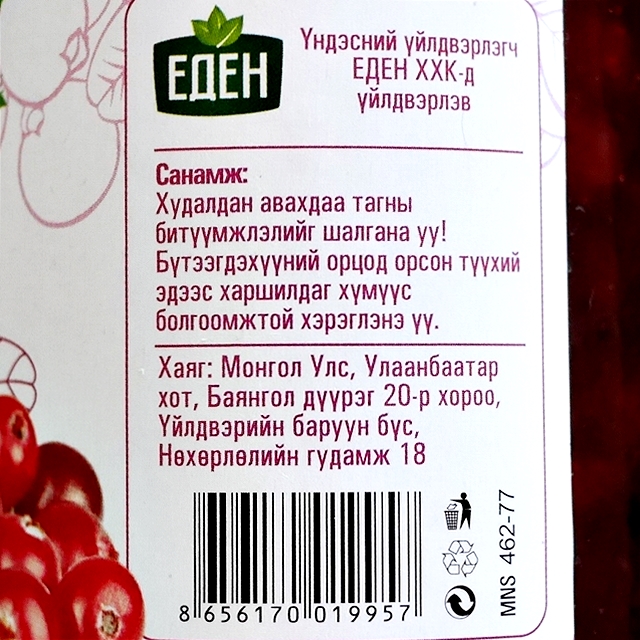 ЕДЕН
Үндэсний үйлдвэрлэгч
ЕДЕН ХХК-д
үйлдвэрлэв
Санамж:
Худалдан авахдаа тагны
битүүмжлэлийг шалгана уу!
Бүтээгдэхүүний орцод орсон түүхий
эдээс харшилдаг хүмүүс
болгоомжтой хэрэглэнэ үү.
Хаяг: Монгол Улс, Улаанбаатар
хот, Баянгол дүүрэг 20-р хороо,
Үйлдвэрийн баруун бүс,
Нөхөрлөлийн гудамж 18
8 656170 019957
MNS 462-77